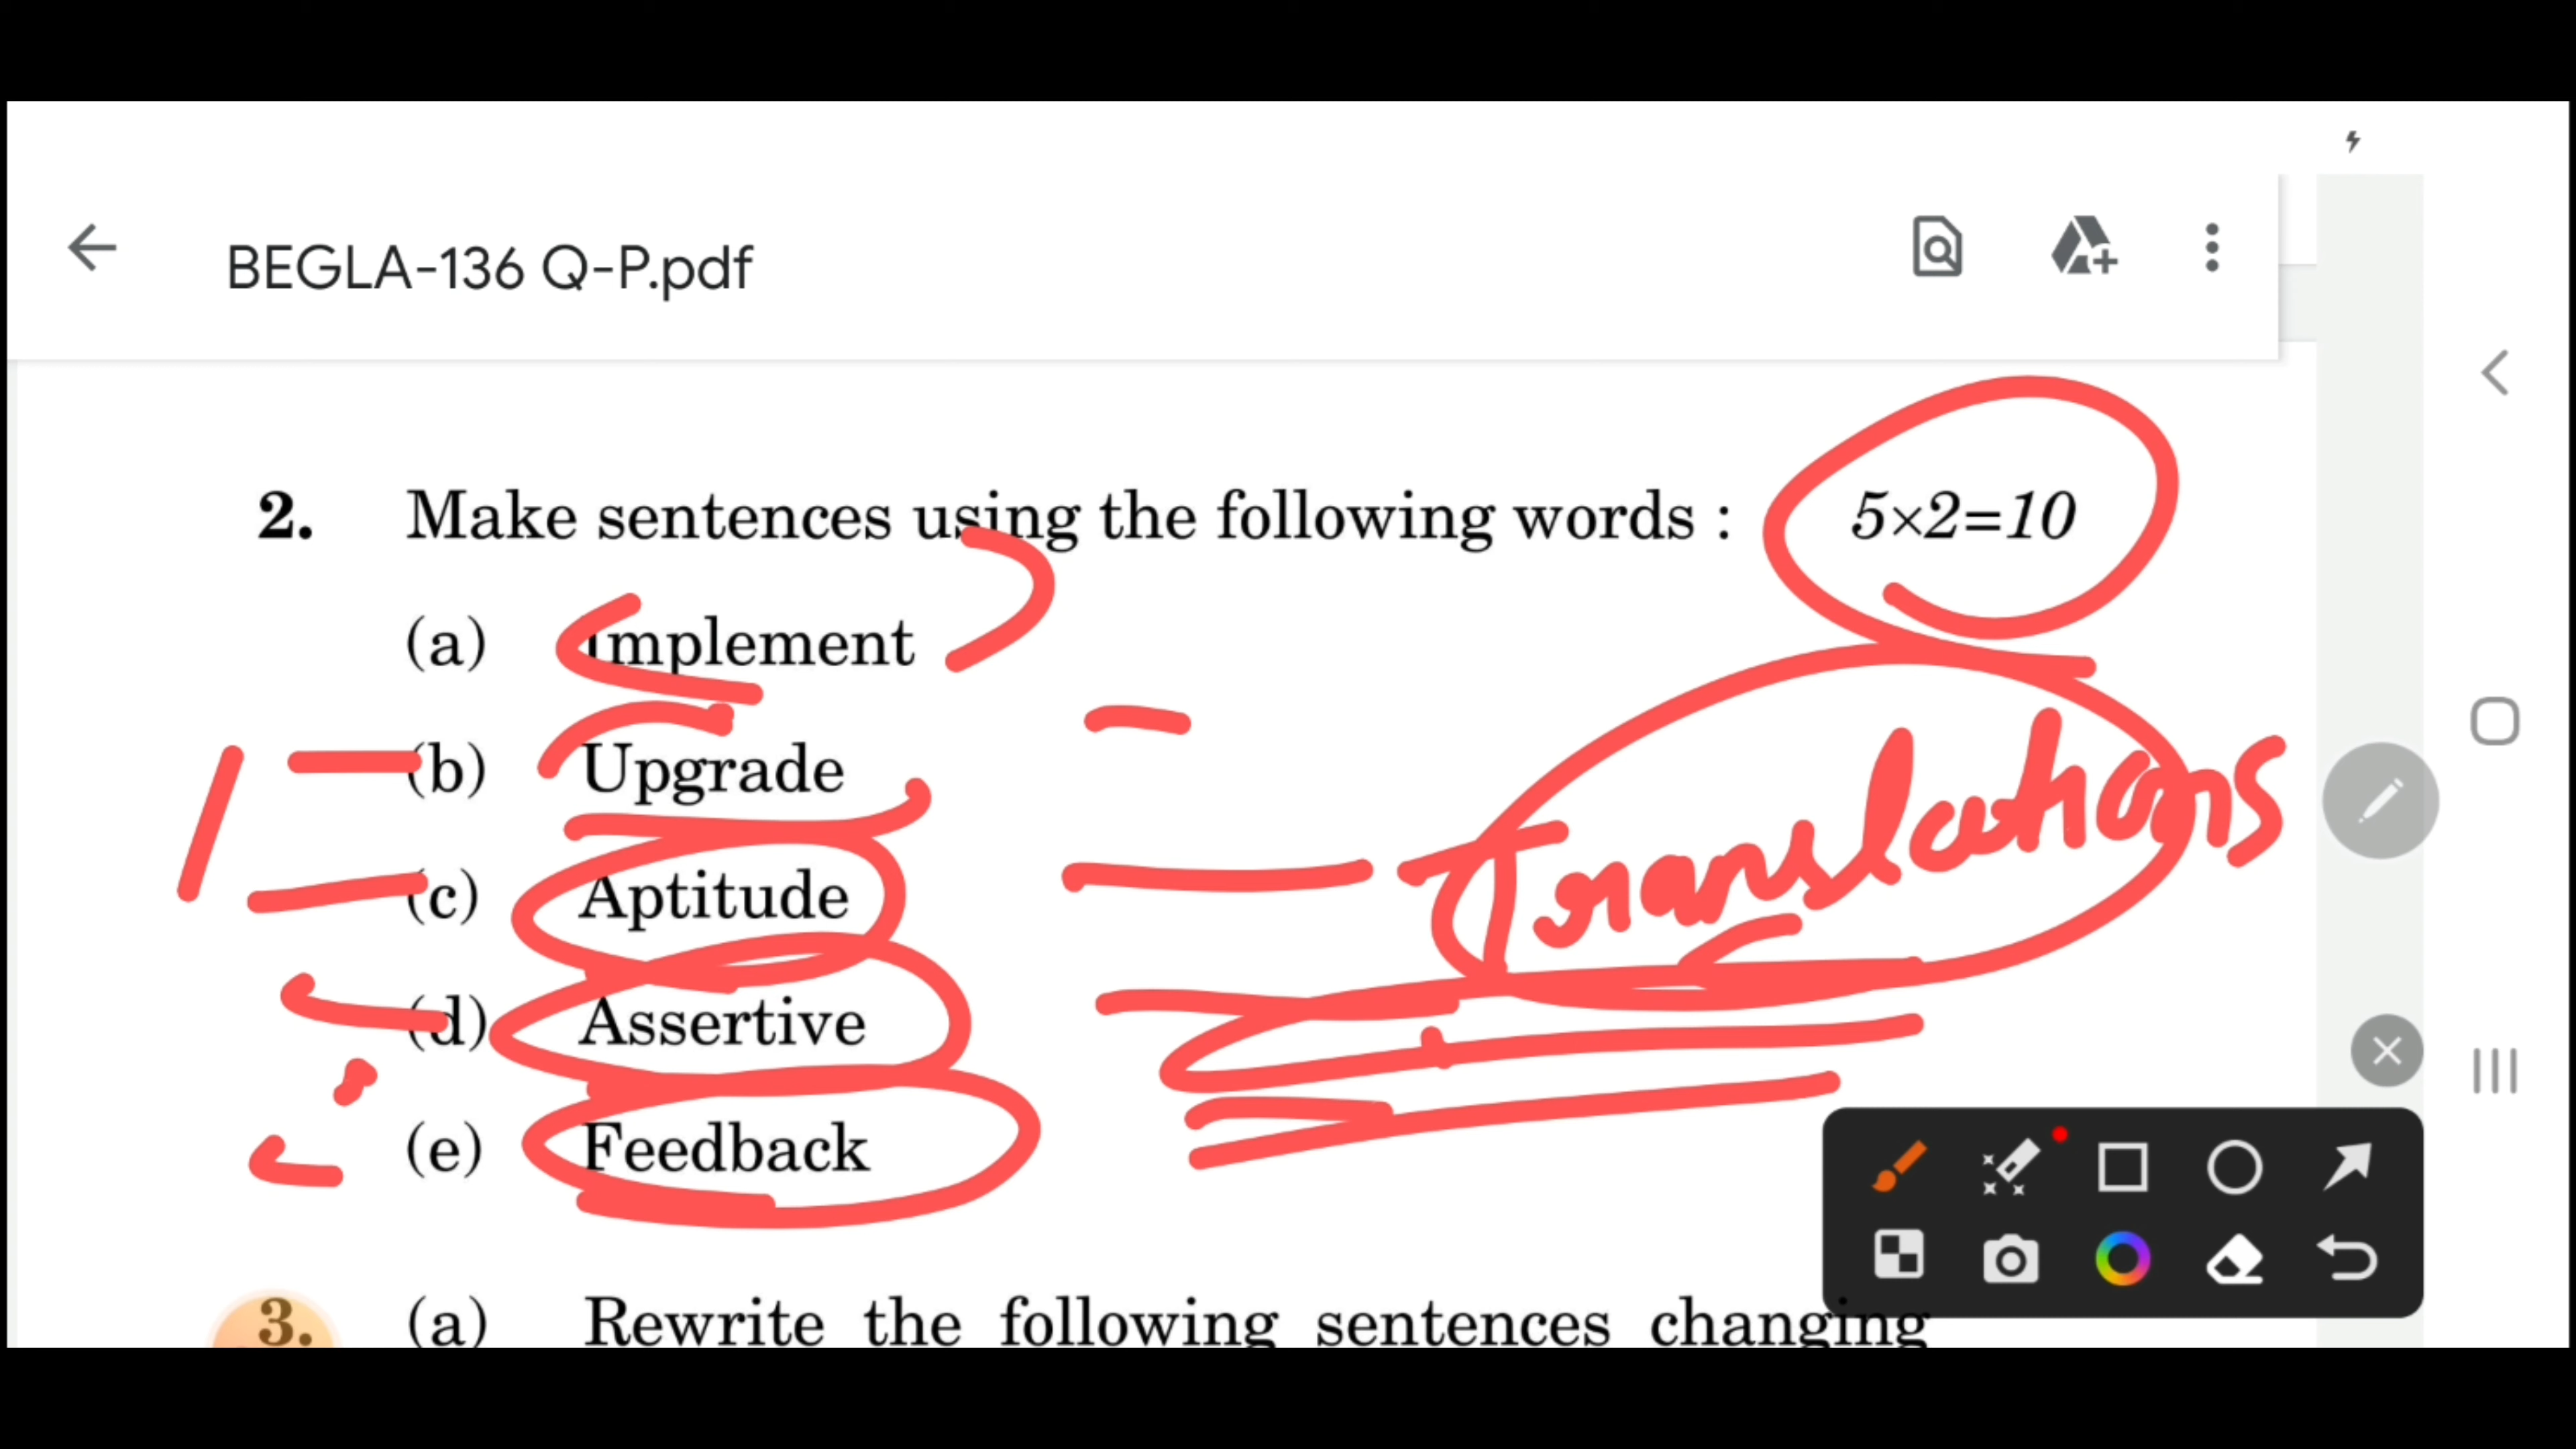 BEGLA-136 Q-P.pdf
2. Make sentences using the following words : 5×2=10
(a) Implement
(b) Upgrade
(c) Aptitude
Translations
(d) Assertive
(e) Feedback
3. (a) Rewrite the following sentences changing